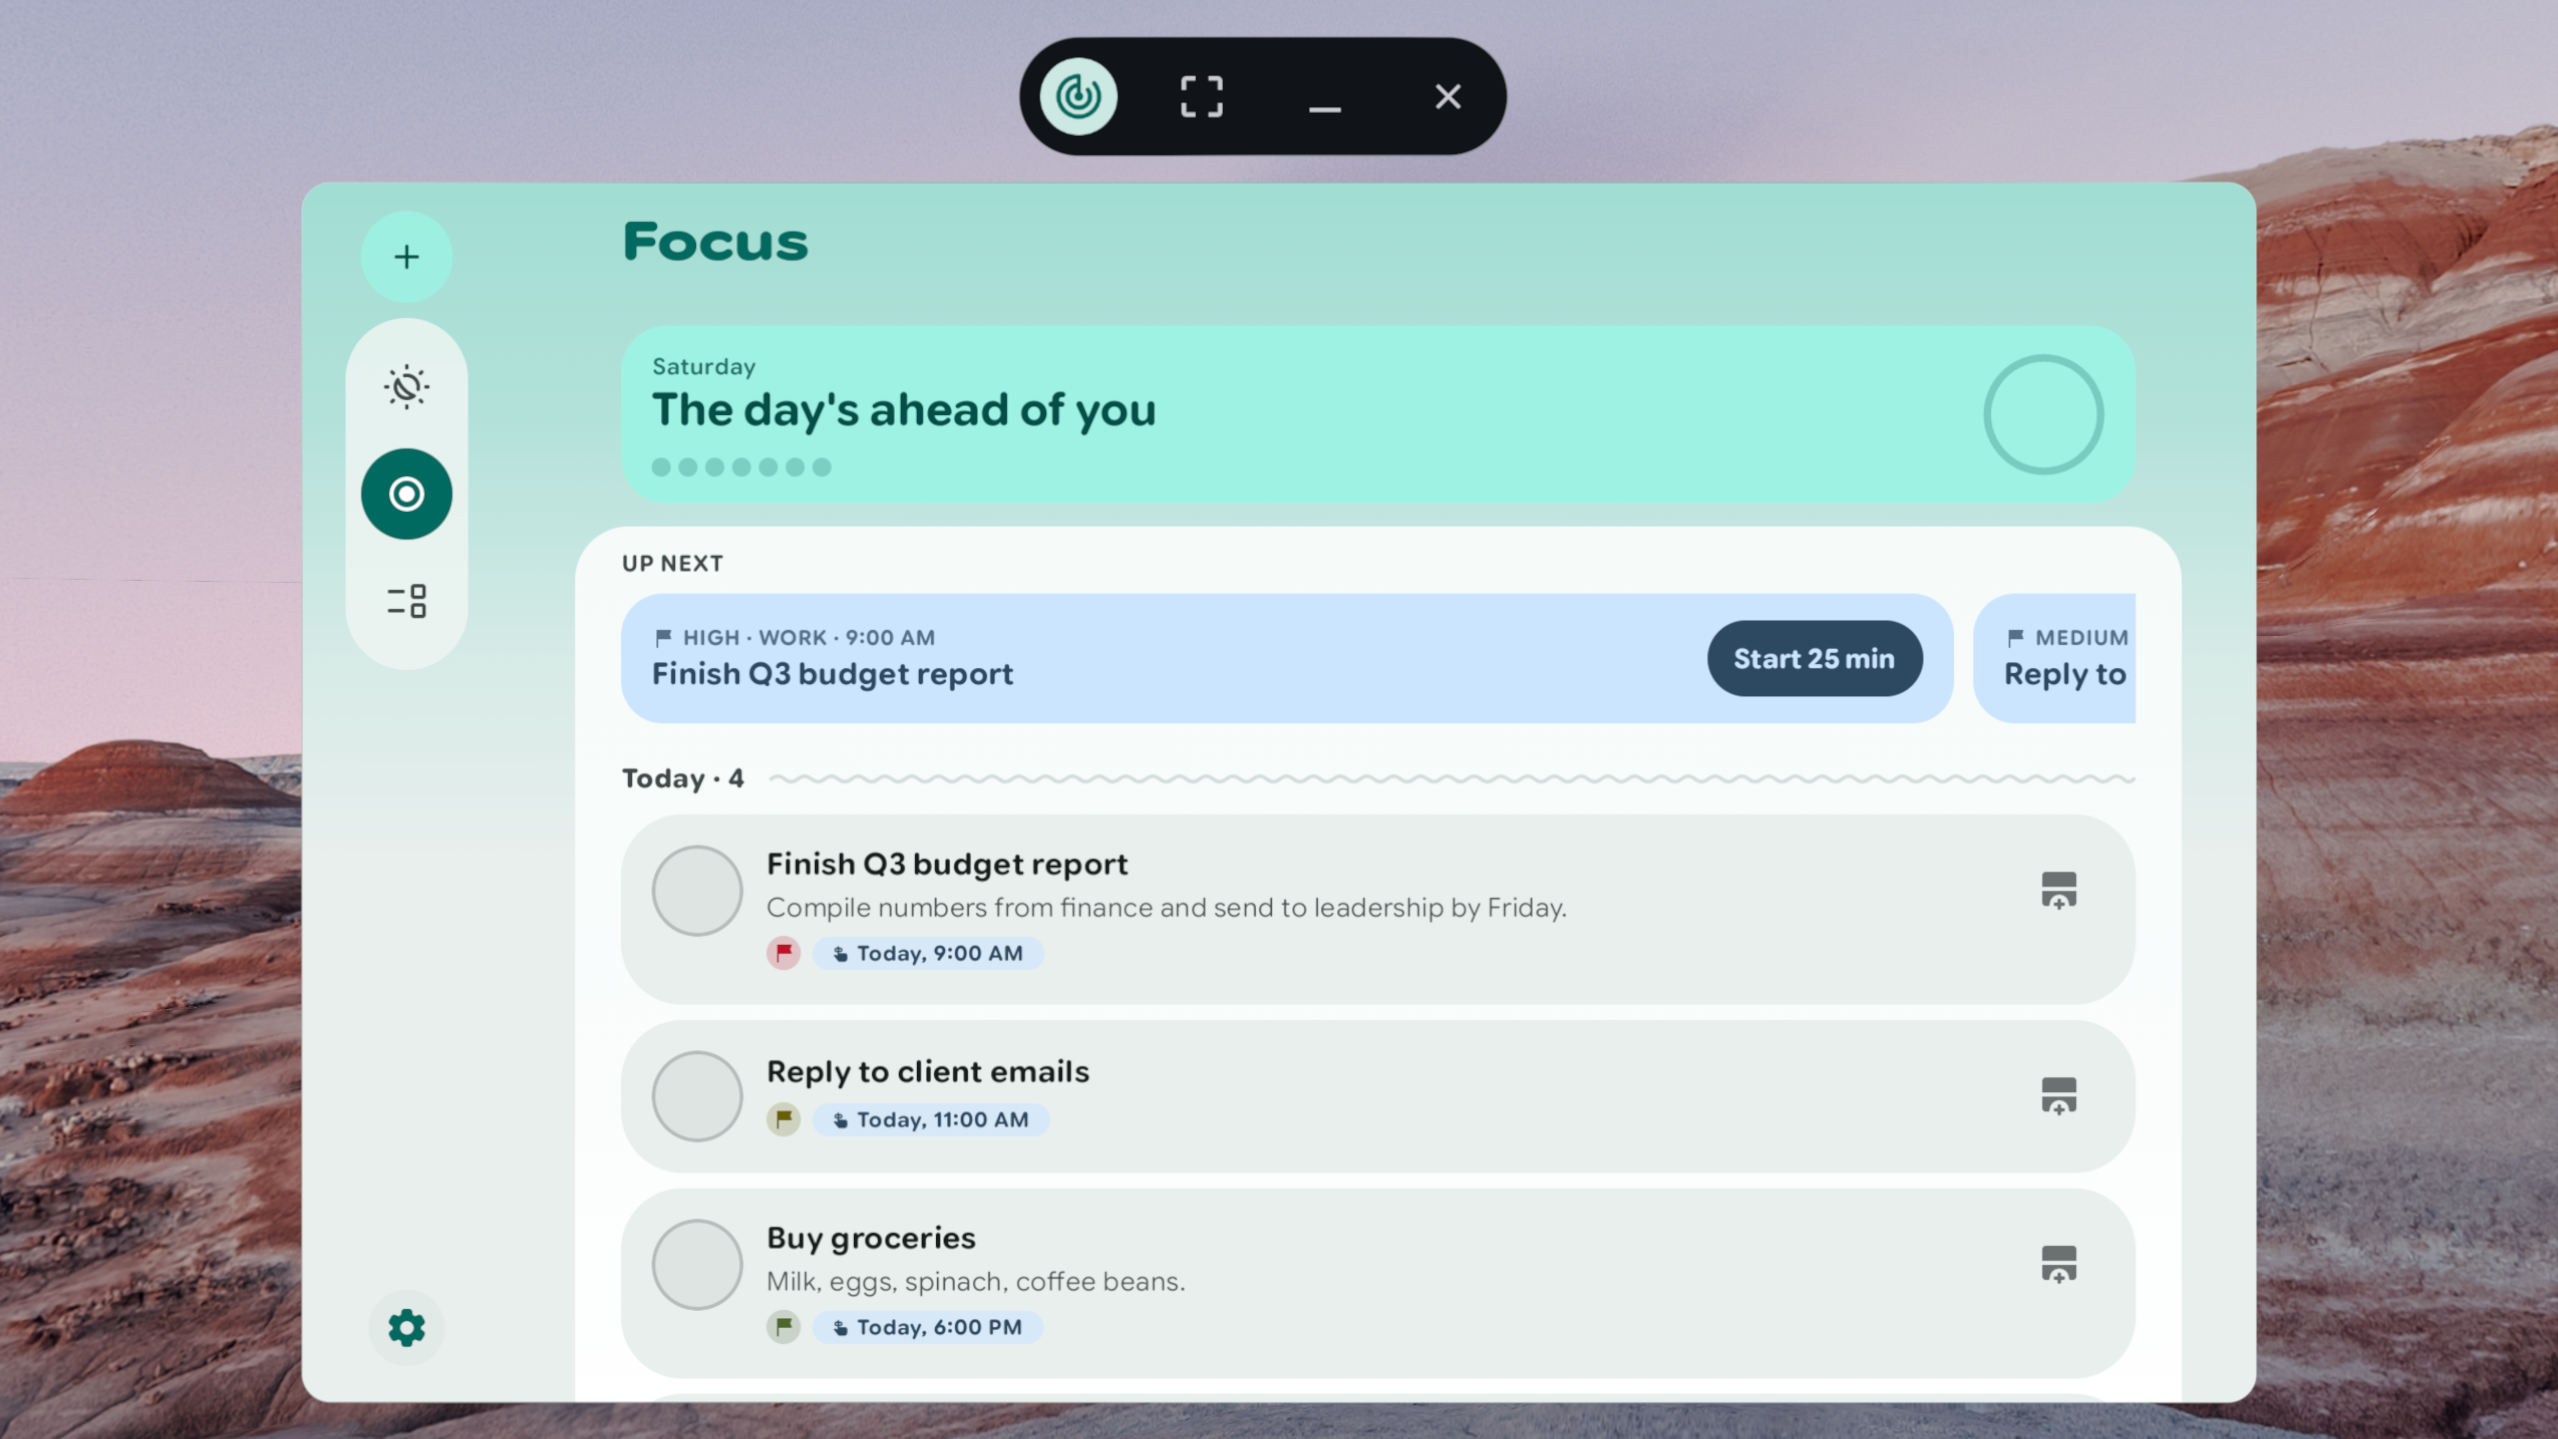 Focus
Saturday
The day's ahead of you
UP NEXT
HIGH · WORK · 9:00 AM
Finish Q3 budget report
Start 25 min
MEDIUM
Reply to
Today · 4
Finish Q3 budget report
Compile numbers from finance and send to leadership by Friday.
Today, 9:00 AM
Reply to client emails
Today, 11:00 AM
Buy groceries
Milk, eggs, spinach, coffee beans.
Today, 6:00 PM